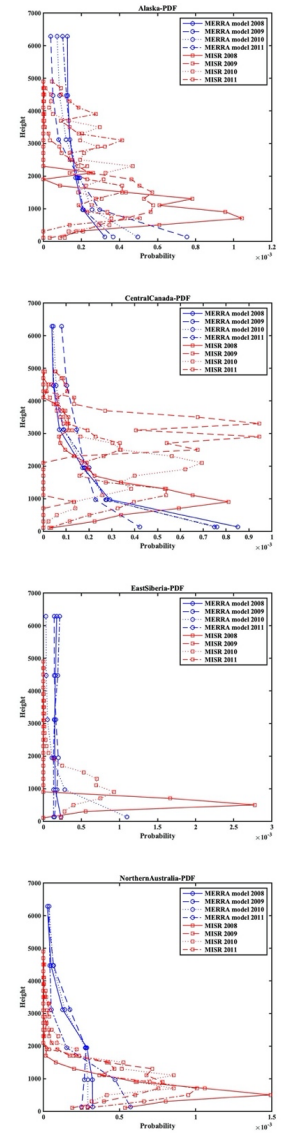 Alaska-PDF
7000
6000
5000
4000
3000
2000
1000
0
Height
MERRA model 2008
MERRA model 2009
MERRA model 2010
MERRA model 2011
MISR 2008
MISR 2009
MISR 2010
MISR 2011
0 0.2 0.4 0.6 0.8 1 1.2
Probability ×10⁻³
CentralCanada-PDF
7000
6000
5000
4000
3000
2000
1000
0
Height
MERRA model 2008
MERRA model 2009
MERRA model 2010
MERRA model 2011
MISR 2008
MISR 2009
MISR 2010
MISR 2011
0 0.1 0.2 0.3 0.4 0.5 0.6 0.7 0.8 0.9 1
Probability ×10⁻³
EastSiberia-PDF
7000
6000
5000
4000
3000
2000
1000
0
Height
MERRA model 2008
MERRA model 2009
MERRA model 2010
MERRA model 2011
MISR 2008
MISR 2009
MISR 2010
MISR 2011
0 0.5 1 1.5 2 2.5 3
Probability ×10⁻³
NorthernAustralia-PDF
7000
6000
5000
4000
3000
2000
1000
0
Height
MERRA model 2008
MERRA model 2009
MERRA model 2010
MERRA model 2011
MISR 2008
MISR 2009
MISR 2010
MISR 2011
0 0.5 1 1.5
Probability ×10⁻³